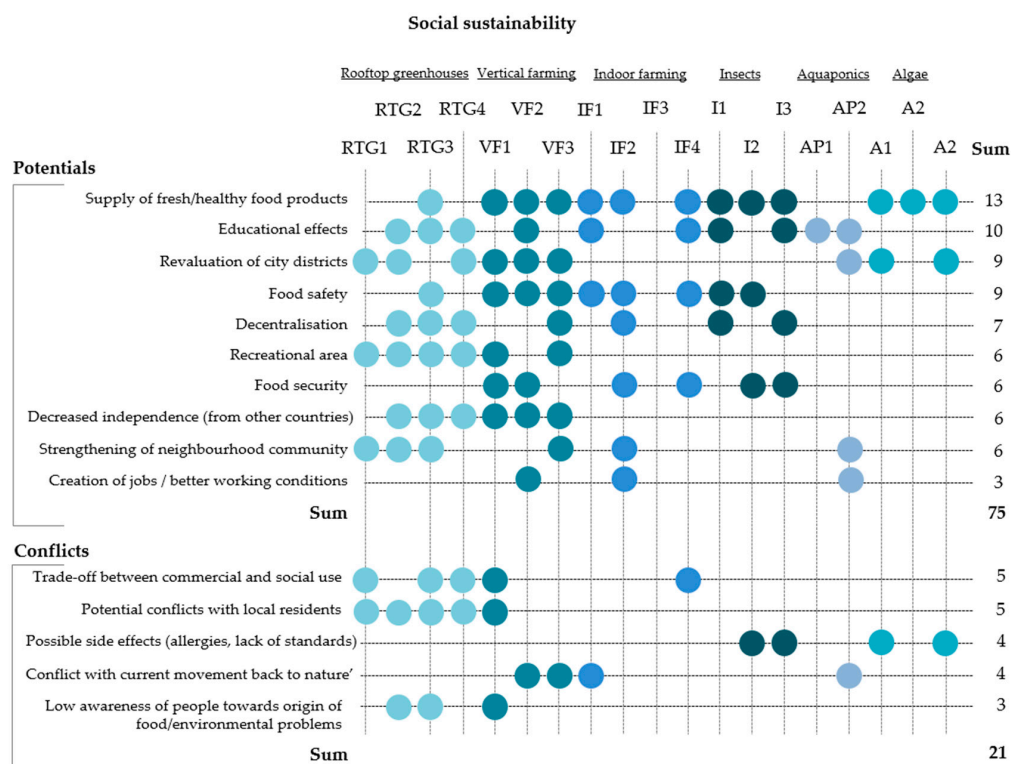 Social sustainability
Rooftop greenhouses Vertical farming Indoor farming Insects Aquaponics Algae
RTG2 RTG4 VF2 IF1 IF3 I1 I3 AP2 A2
RTG1 RTG3 VF1 VF3 IF2 IF4 I2 AP1 A1 A2 Sum
Potentials
Supply of fresh/healthy food products 13
Educational effects 10
Revaluation of city districts 9
Food safety 9
Decentralisation 7
Recreational area 6
Food security 6
Decreased independence (from other countries) 6
Strengthening of neighbourhood community 6
Creation of jobs / better working conditions 3
Sum 75
Conflicts
Trade-off between commercial and social use 5
Potential conflicts with local residents 5
Possible side effects (allergies, lack of standards) 4
Conflict with current movement back to nature’ 4
Low awareness of people towards origin of
food/environmental problems 3
Sum 21